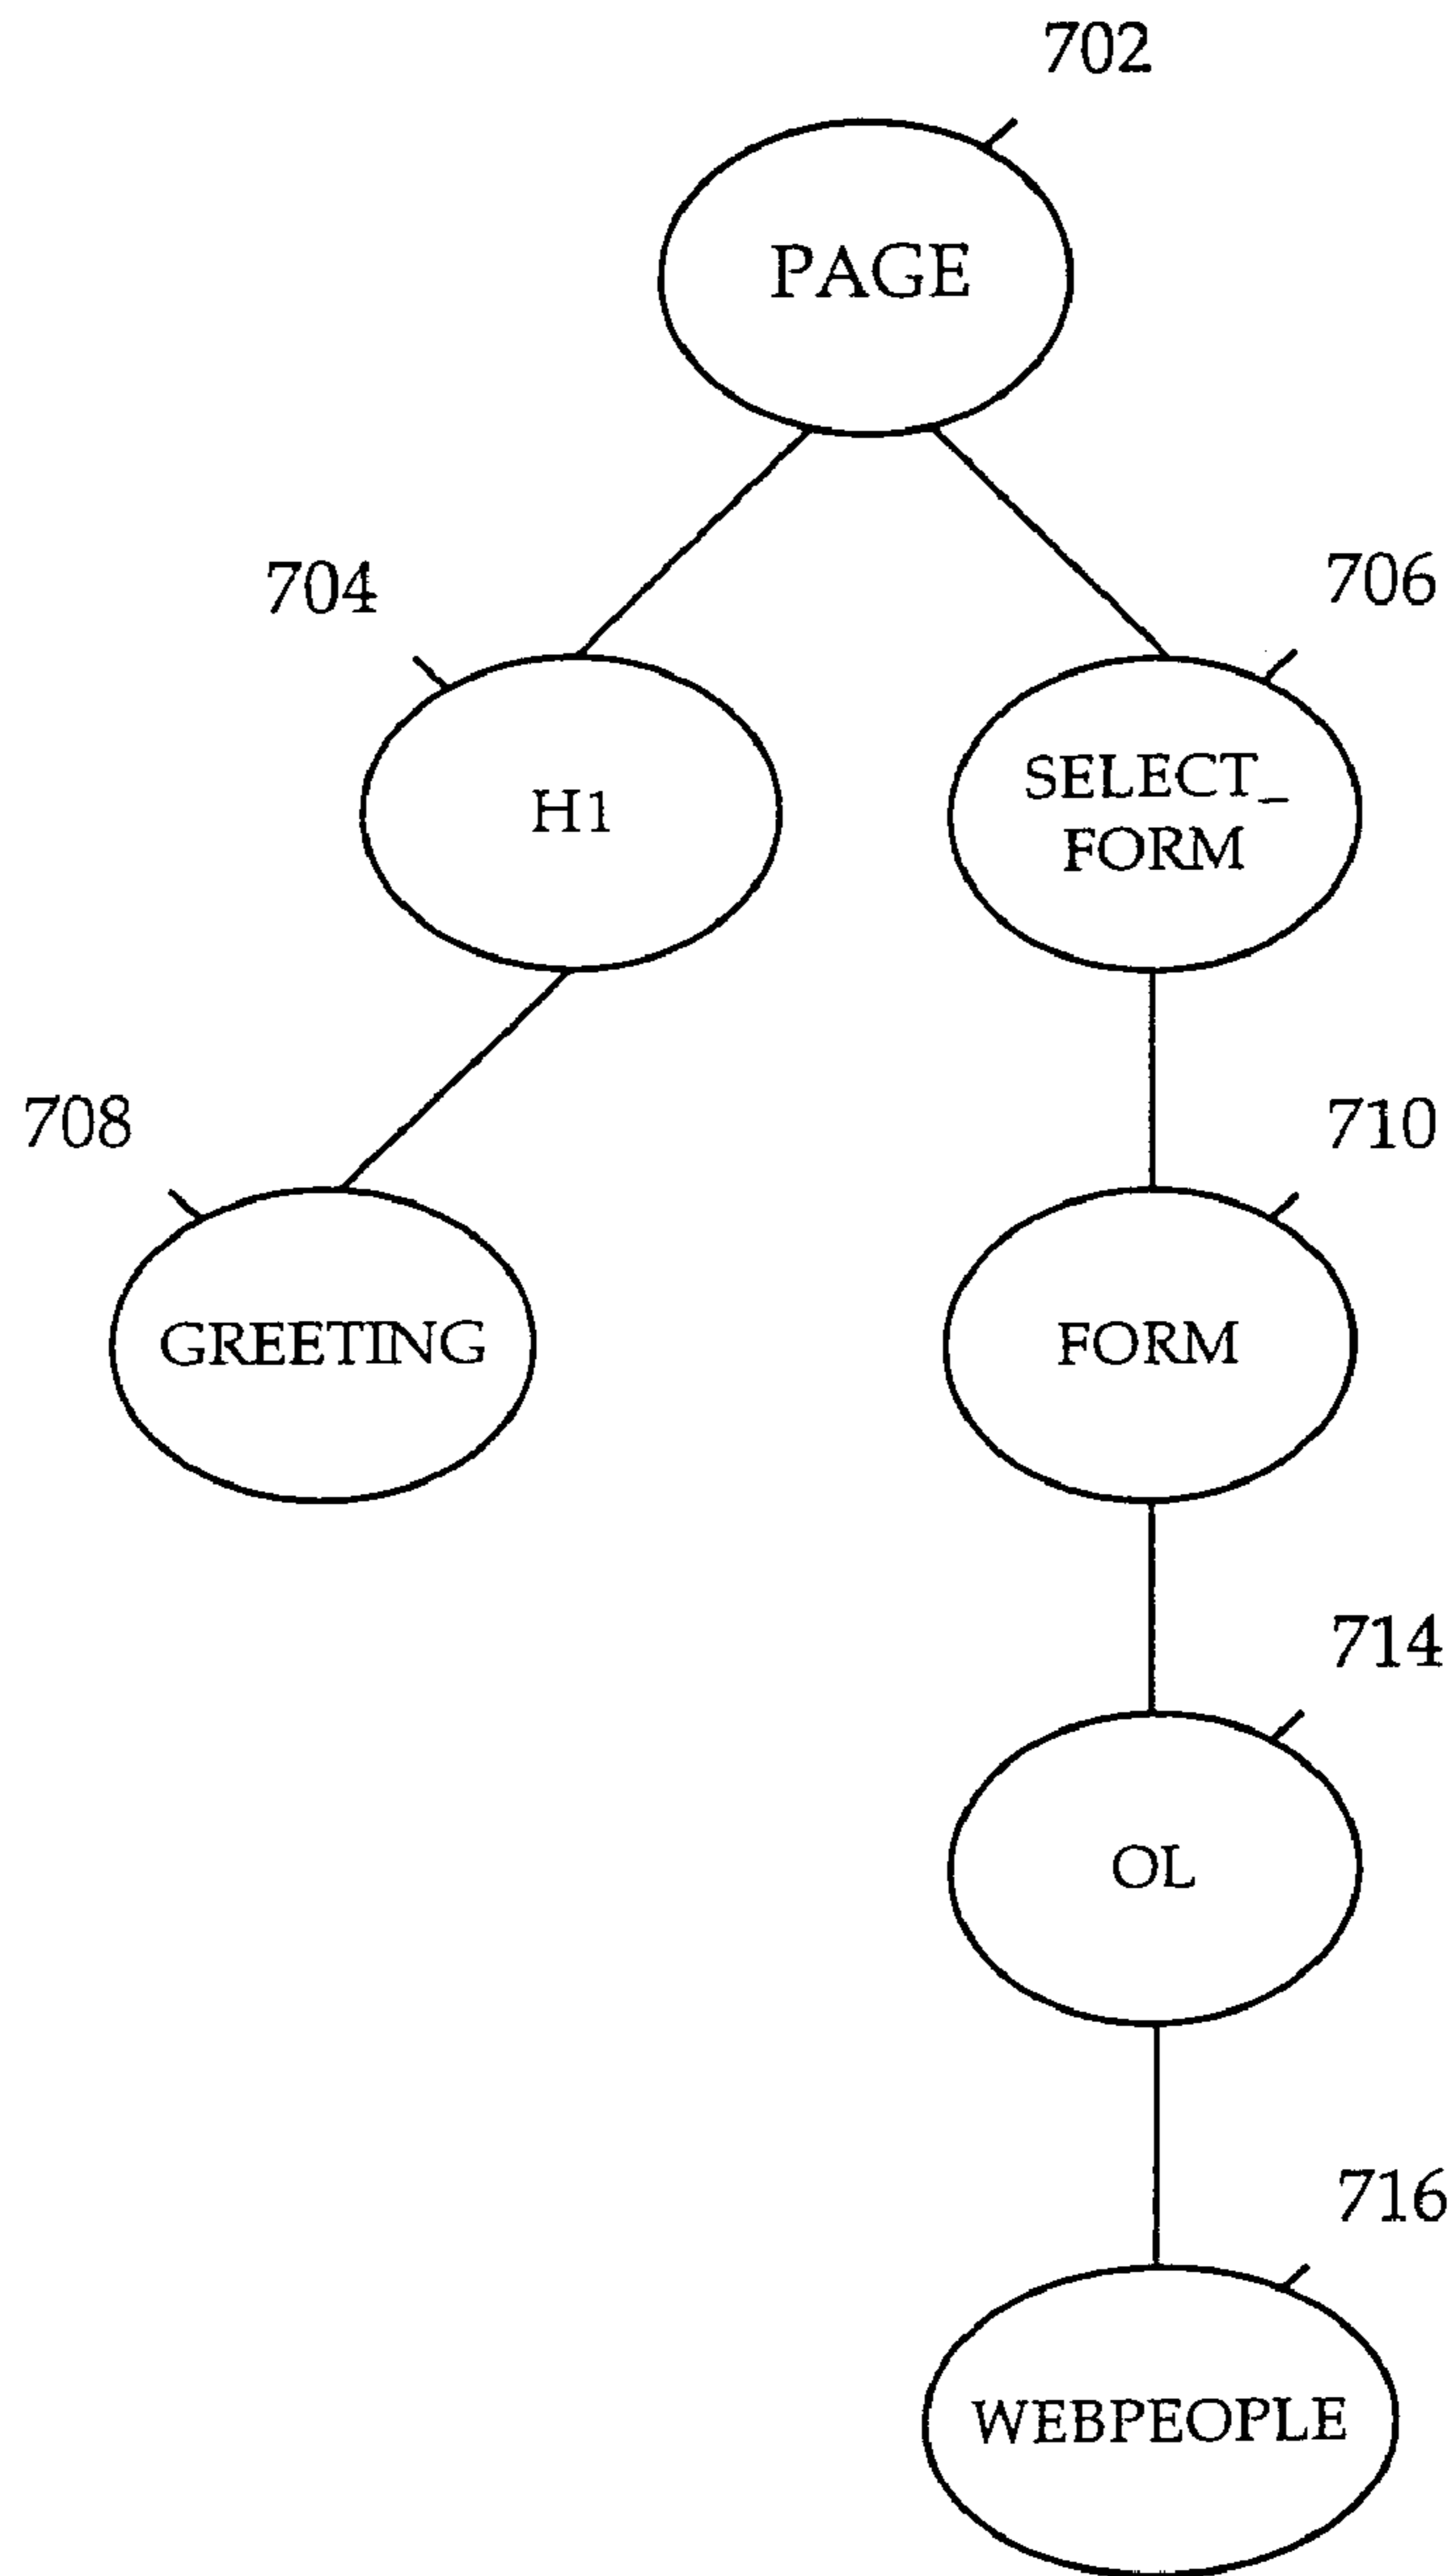 702
PAGE
704
706
H1
SELECT_
FORM
708
710
GREETING
FORM
714
OL
716
WEBPEOPLE